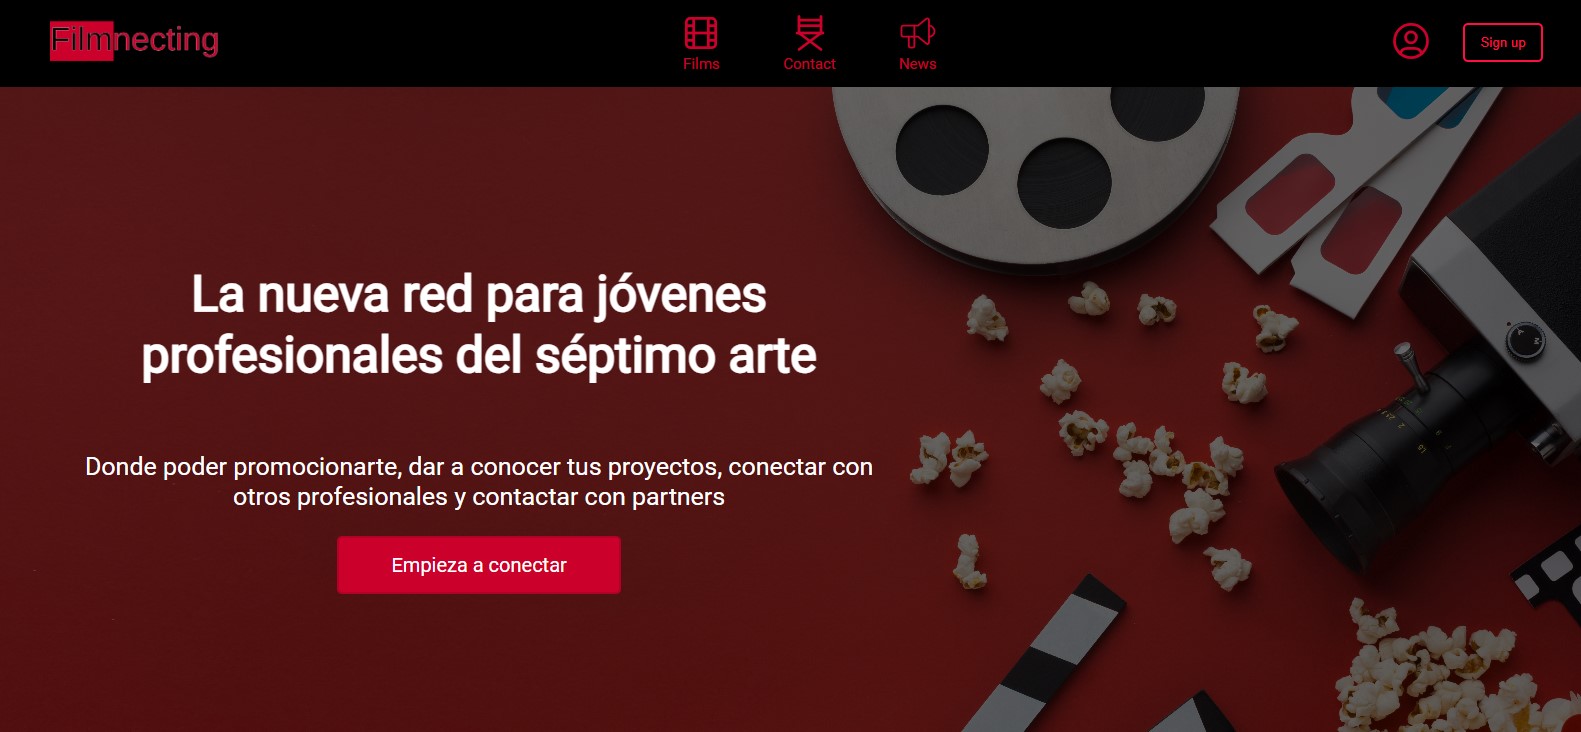 Filmnecting
Films
Contact
News
Sign up
La nueva red para jóvenes
profesionales del séptimo arte
Donde poder promocionarte, dar a conocer tus proyectos, conectar con
otros profesionales y contactar con partners
Empieza a conectar